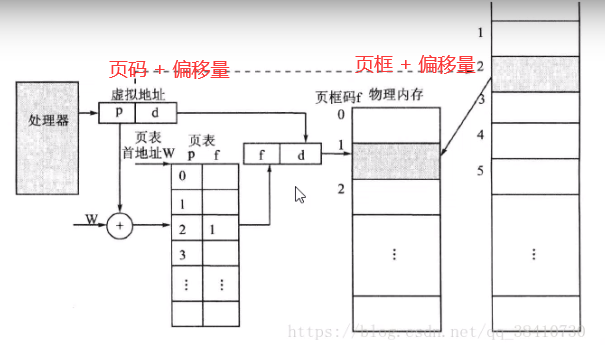 页码 + 偏移量
页框 + 偏移量
虚拟地址
p d
处理器
页表
首地址W
页表
p f
0
1
2 1
3
⋮ ⋮
W
+
f d
页框码f 物理内存
0
1
2
⋮
1
2
3
4
5
⋮
https://blog.csdn.net/qq_38410730